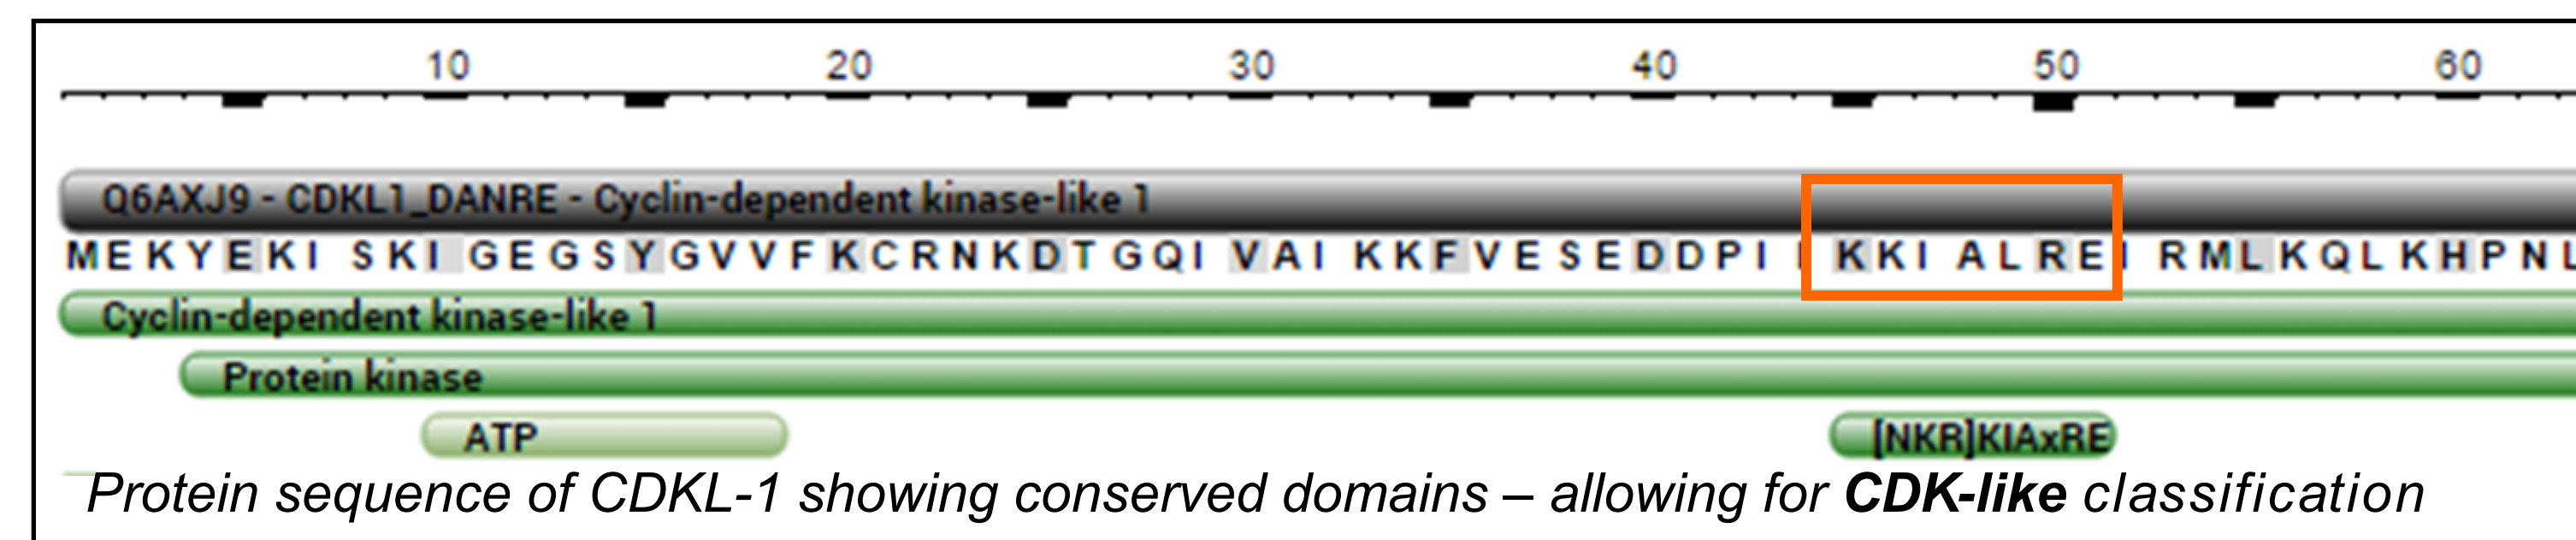 10 20 30 40 50 60
Q6AXJ9 - CDKL1_DANRE - Cyclin-dependent kinase-like 1
M E K Y E K I S K I G E G S Y G V V F K C R N K D T G Q I V A I K K F V E S E D D P I I K K I A L R E I R M L K Q L K H P N L
Cyclin-dependent kinase-like 1
Protein kinase
ATP [NKR]KIAxRE
Protein sequence of CDKL-1 showing conserved domains – allowing for CDK-like classification